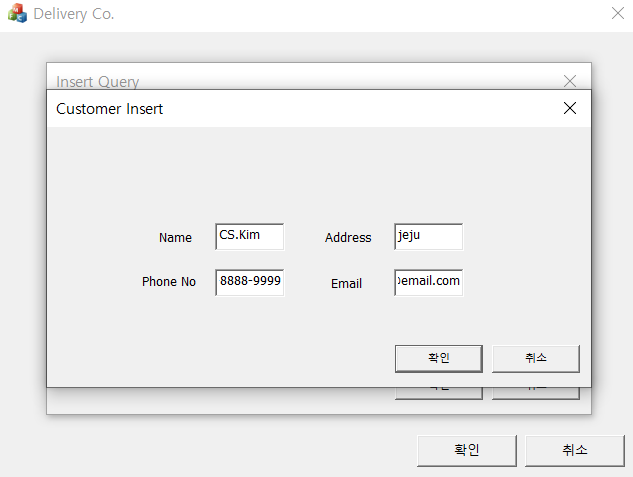 Delivery Co.
Insert Query
Customer Insert
Name CS.Kim Address jeju
Phone No 8888-9999 Email email.com
확인 취소
확인 취소